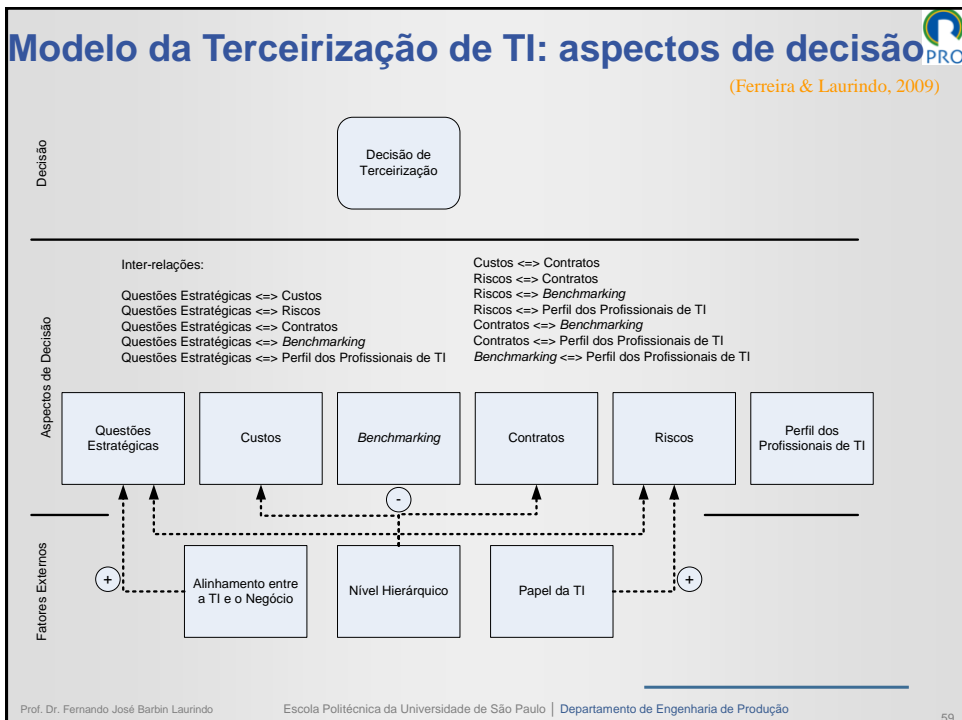 Modelo da Terceirização de TI: aspectos de decisão
PRO
(Ferreira & Laurindo, 2009)
Decisão
Decisão de
Terceirização
Aspectos de Decisão
Inter-relações:
Questões Estratégicas <=> Custos
Questões Estratégicas <=> Riscos
Questões Estratégicas <=> Contratos
Questões Estratégicas <=> Benchmarking
Questões Estratégicas <=> Perfil dos Profissionais de TI
Custos <=> Contratos
Riscos <=> Contratos
Riscos <=> Benchmarking
Riscos <=> Perfil dos Profissionais de TI
Contratos <=> Benchmarking
Contratos <=> Perfil dos Profissionais de TI
Benchmarking <=> Perfil dos Profissionais de TI
Questões
Estratégicas
Custos
Benchmarking
Contratos
Riscos
Perfil dos
Profissionais de TI
-
Fatores Externos
+
Alinhamento entre
a TI e o Negócio
Nível Hierárquico
Papel da TI
+
Prof. Dr. Fernando José Barbin Laurindo
Escola Politécnica da Universidade de São Paulo | Departamento de Engenharia de Produção
59